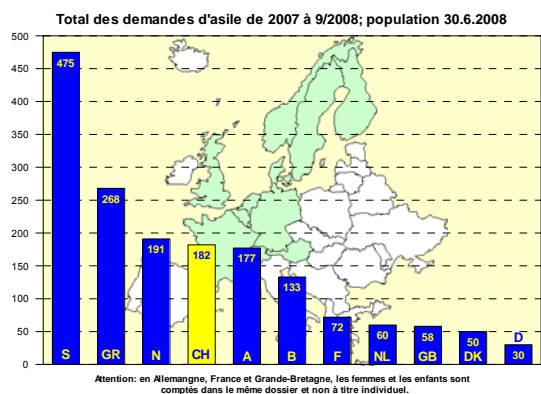 Total des demandes d'asile de 2007 à 9/2008; population 30.6.2008
500
450
400
350
300
250
200
150
100
50
0
475
268
191
182
177
133
72
60
58
50
30
S
GR
N
CH
A
B
F
NL
GB
DK
D
Attention: en Allemangne, France et Grande-Bretagne, les femmes et les enfants sont
comptés dans le même dossier et non à titre individuel.